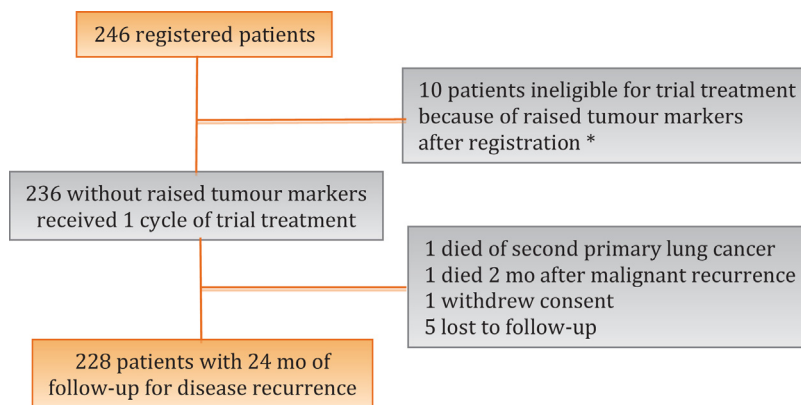 246 registered patients
10 patients ineligible for trial treatment
because of raised tumour markers
after registration *
236 without raised tumour markers
received 1 cycle of trial treatment
1 died of second primary lung cancer
1 died 2 mo after malignant recurrence
1 withdrew consent
5 lost to follow-up
228 patients with 24 mo of
follow-up for disease recurrence